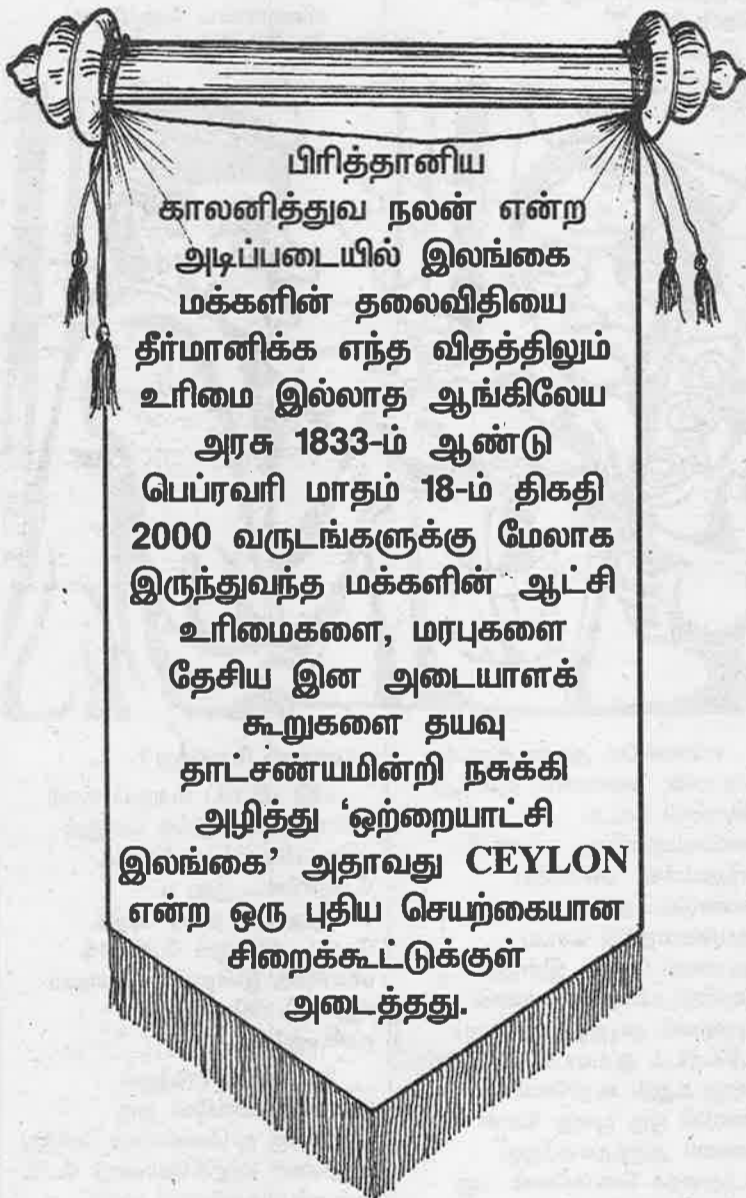 பிரித்தானிய
காலனித்துவ நலன் என்ற
அடிப்படையில் இலங்கை
மக்களின் தலைவிதியை
தீர்மானிக்க எந்த விதத்திலும்
உரிமை இல்லாத ஆங்கிலேய
அரசு 1833-ம் ஆண்டு
பெப்ரவரி மாதம் 18-ம் திகதி
2000 வருடங்களுக்கு மேலாக
இருந்துவந்த மக்களின் ஆட்சி
உரிமைகளை, மரபுகளை
தேசிய இன அடையாளக்
கூறுகளை தயவு
தாட்சண்யமின்றி நசுக்கி
அழித்து ‘ஒற்றையாட்சி
இலங்கை’ அதாவது CEYLON
என்ற ஒரு புதிய செயற்கையான
சிறைக்கூட்டுக்குள்
அடைத்தது.